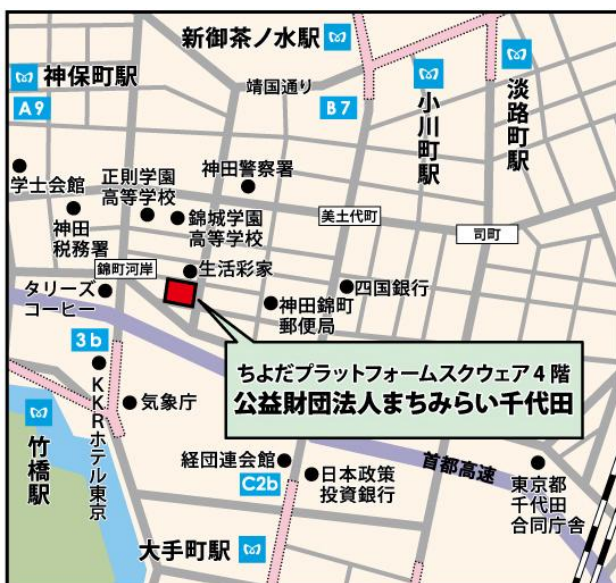 新御茶ノ水駅
神保町駅
A9
靖国通り
B7
小川町駅
淡路町駅
学士会館
正則学園
高等学校
神田警察署
神田
税務署
錦城学園
高等学校
美土代町
司町
錦町河岸
生活彩家
タリーズ
コーヒー
神田錦町
郵便局
四国銀行
3b
ちよだプラットフォームスクウェア4階
公益財団法人まちみらい千代田
KKRホテル東京
気象庁
竹橋駅
経団連会館
C2b
日本政策
投資銀行
首都高速
東京都
千代田
合同庁舎
大手町駅